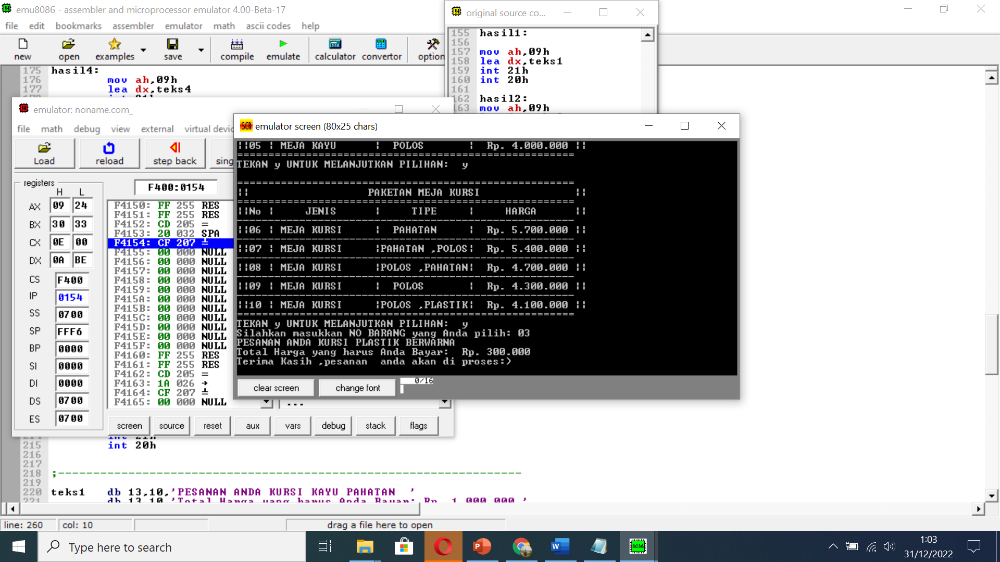 emu8086 - assembler and microprocessor emulator 4.00-Beta-17
file edit bookmarks assembler emulator math ascii codes help
new open examples save compile emulate calculator convertor option
175 hasil4:
176 mov ah,09h
177 lea dx,teks4
original source co...
155 hasil1:
156
157 mov ah,09h
158 lea dx,teks1
159 int 21h
160 int 20h
161
162 hasil2:
163 mov ah,09h
emulator: noname.com_
file math debug view external virtual devic
Load reload step back sing
registers
H L
AX 09 24
BX 30 33
CX 0E 00
DX 0A BE
CS F400
IP 0154
SS 0700
SP FFF6
BP 0000
SI 0000
DI 0000
DS 0700
ES 0700
F400:0154
F4150: FF 255 RES
F4151: FF 255 RES
F4152: CD 205 =
F4153: 20 032 SPA
F4154: CF 207 ╧
F4155: 00 000 NULL
F4156: 00 000 NULL
F4157: 00 000 NULL
F4158: 00 000 NULL
F4159: 00 000 NULL
F415A: 00 000 NULL
F415B: 00 000 NULL
F415C: 00 000 NULL
F415D: 00 000 NULL
F415E: 00 000 NULL
F415F: 00 000 NULL
F4160: FF 255 RES
F4161: FF 255 RES
F4162: CD 205 =
F4163: 1A 026 →
F4164: CF 207 ╧
F4165: 00 000 NULL
...
screen source reset aux vars debug stack flags
emulator screen (80x25 chars)
||05 | MEJA KAYU | POLOS | Rp. 4.000.000 ||
======================================================
TEKAN y UNTUK MELANJUTKAN PILIHAN: y
======================================================
|| PAKETAN MEJA KURSI ||
======================================================
||No | JENIS | TIPE | HARGA ||
------------------------------------------------------
||06 | MEJA KURSI | PAHATAN | Rp. 5.700.000 ||
------------------------------------------------------
||07 | MEJA KURSI |PAHATAN ,POLOS| Rp. 5.400.000 ||
------------------------------------------------------
||08 | MEJA KURSI |POLOS ,PAHATAN| Rp. 4.700.000 ||
------------------------------------------------------
||09 | MEJA KURSI | POLOS | Rp. 4.300.000 ||
------------------------------------------------------
||10 | MEJA KURSI |POLOS ,PLASTIK| Rp. 4.100.000 ||
======================================================
TEKAN y UNTUK MELANJUTKAN PILIHAN: y
Silahkan masukkan NO BARANG yang Anda pilih: 03
PESANAN ANDA KURSI PLASTIK BERWARNA
Total Harga yang harus Anda Bayar: Rp. 300.000
Terima Kasih ,pesanan anda akan di proses:)
clear screen change font 0/16
214 int 21h
215 int 20h
216
217
218 ;------------------------------------------------------------------
219
220 teks1 db 13,10,'PESANAN ANDA KURSI KAYU PAHATAN '
221 db 13,10,'Total Harga yang harus Anda Bayar: Rp. 1.000.000 '
line: 260 col: 10 drag a file here to open
Type here to search
1:03
31/12/2022